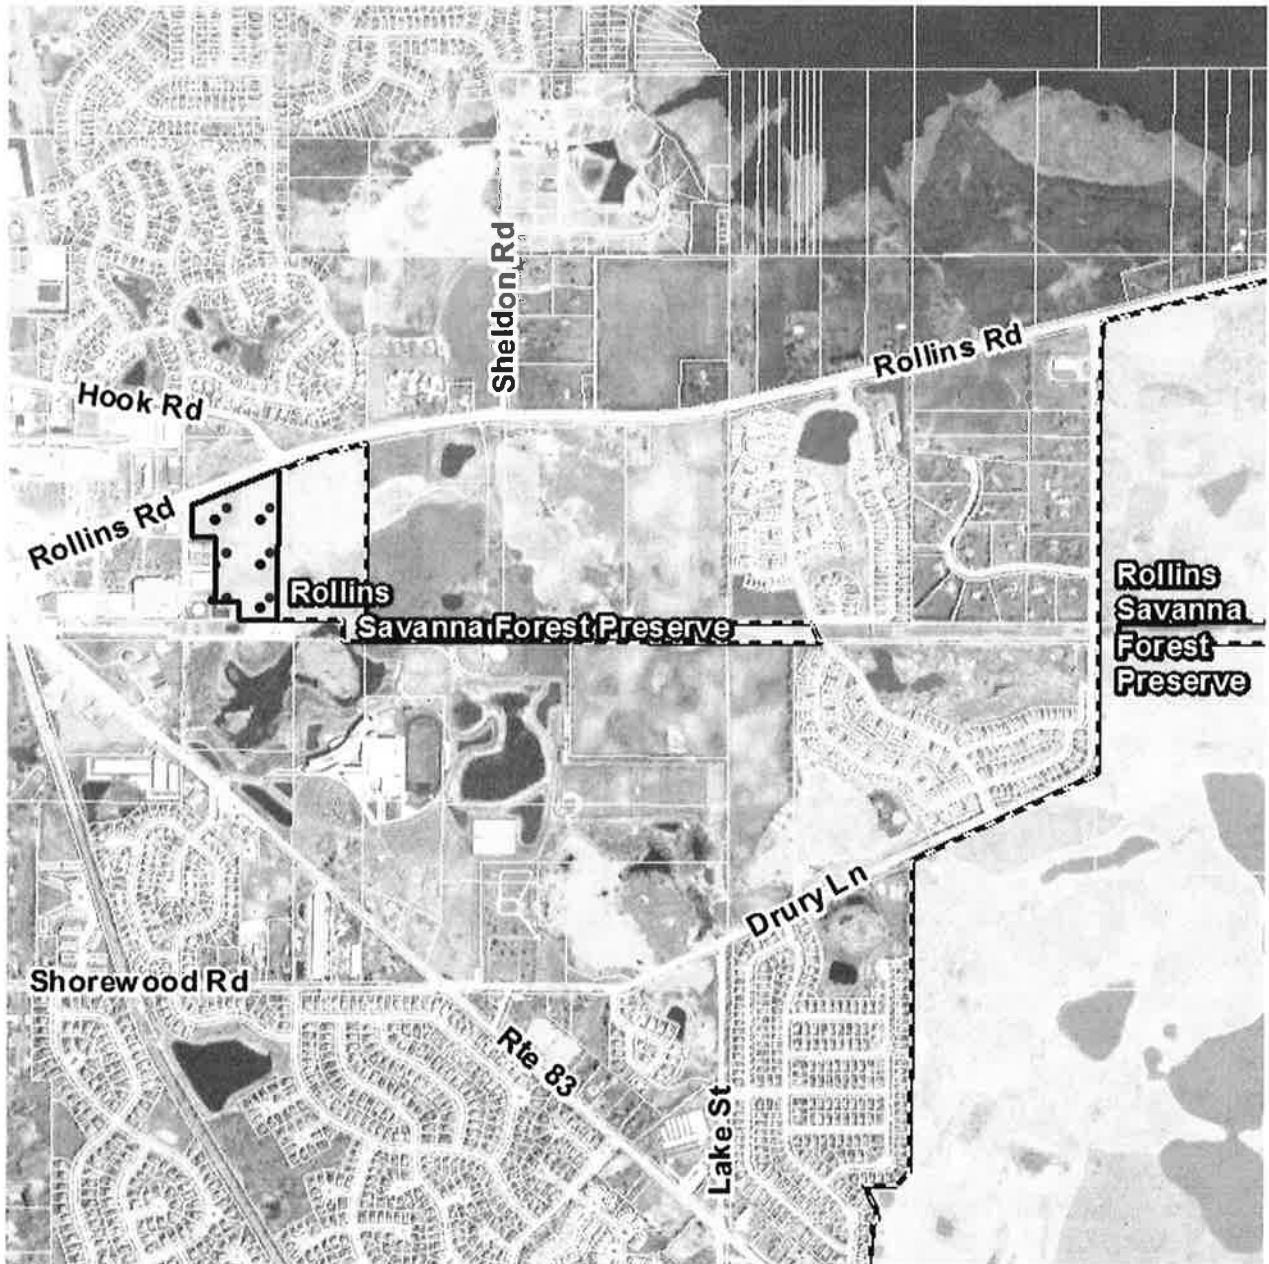 Sheldon Rd
Rollins Rd
Hook Rd
Rollins Rd
Rollins
Savanna Forest Preserve
Rollins
Savanna
Forest
Preserve
Drury Ln
Shorewood Rd
Rte 83
Lake St